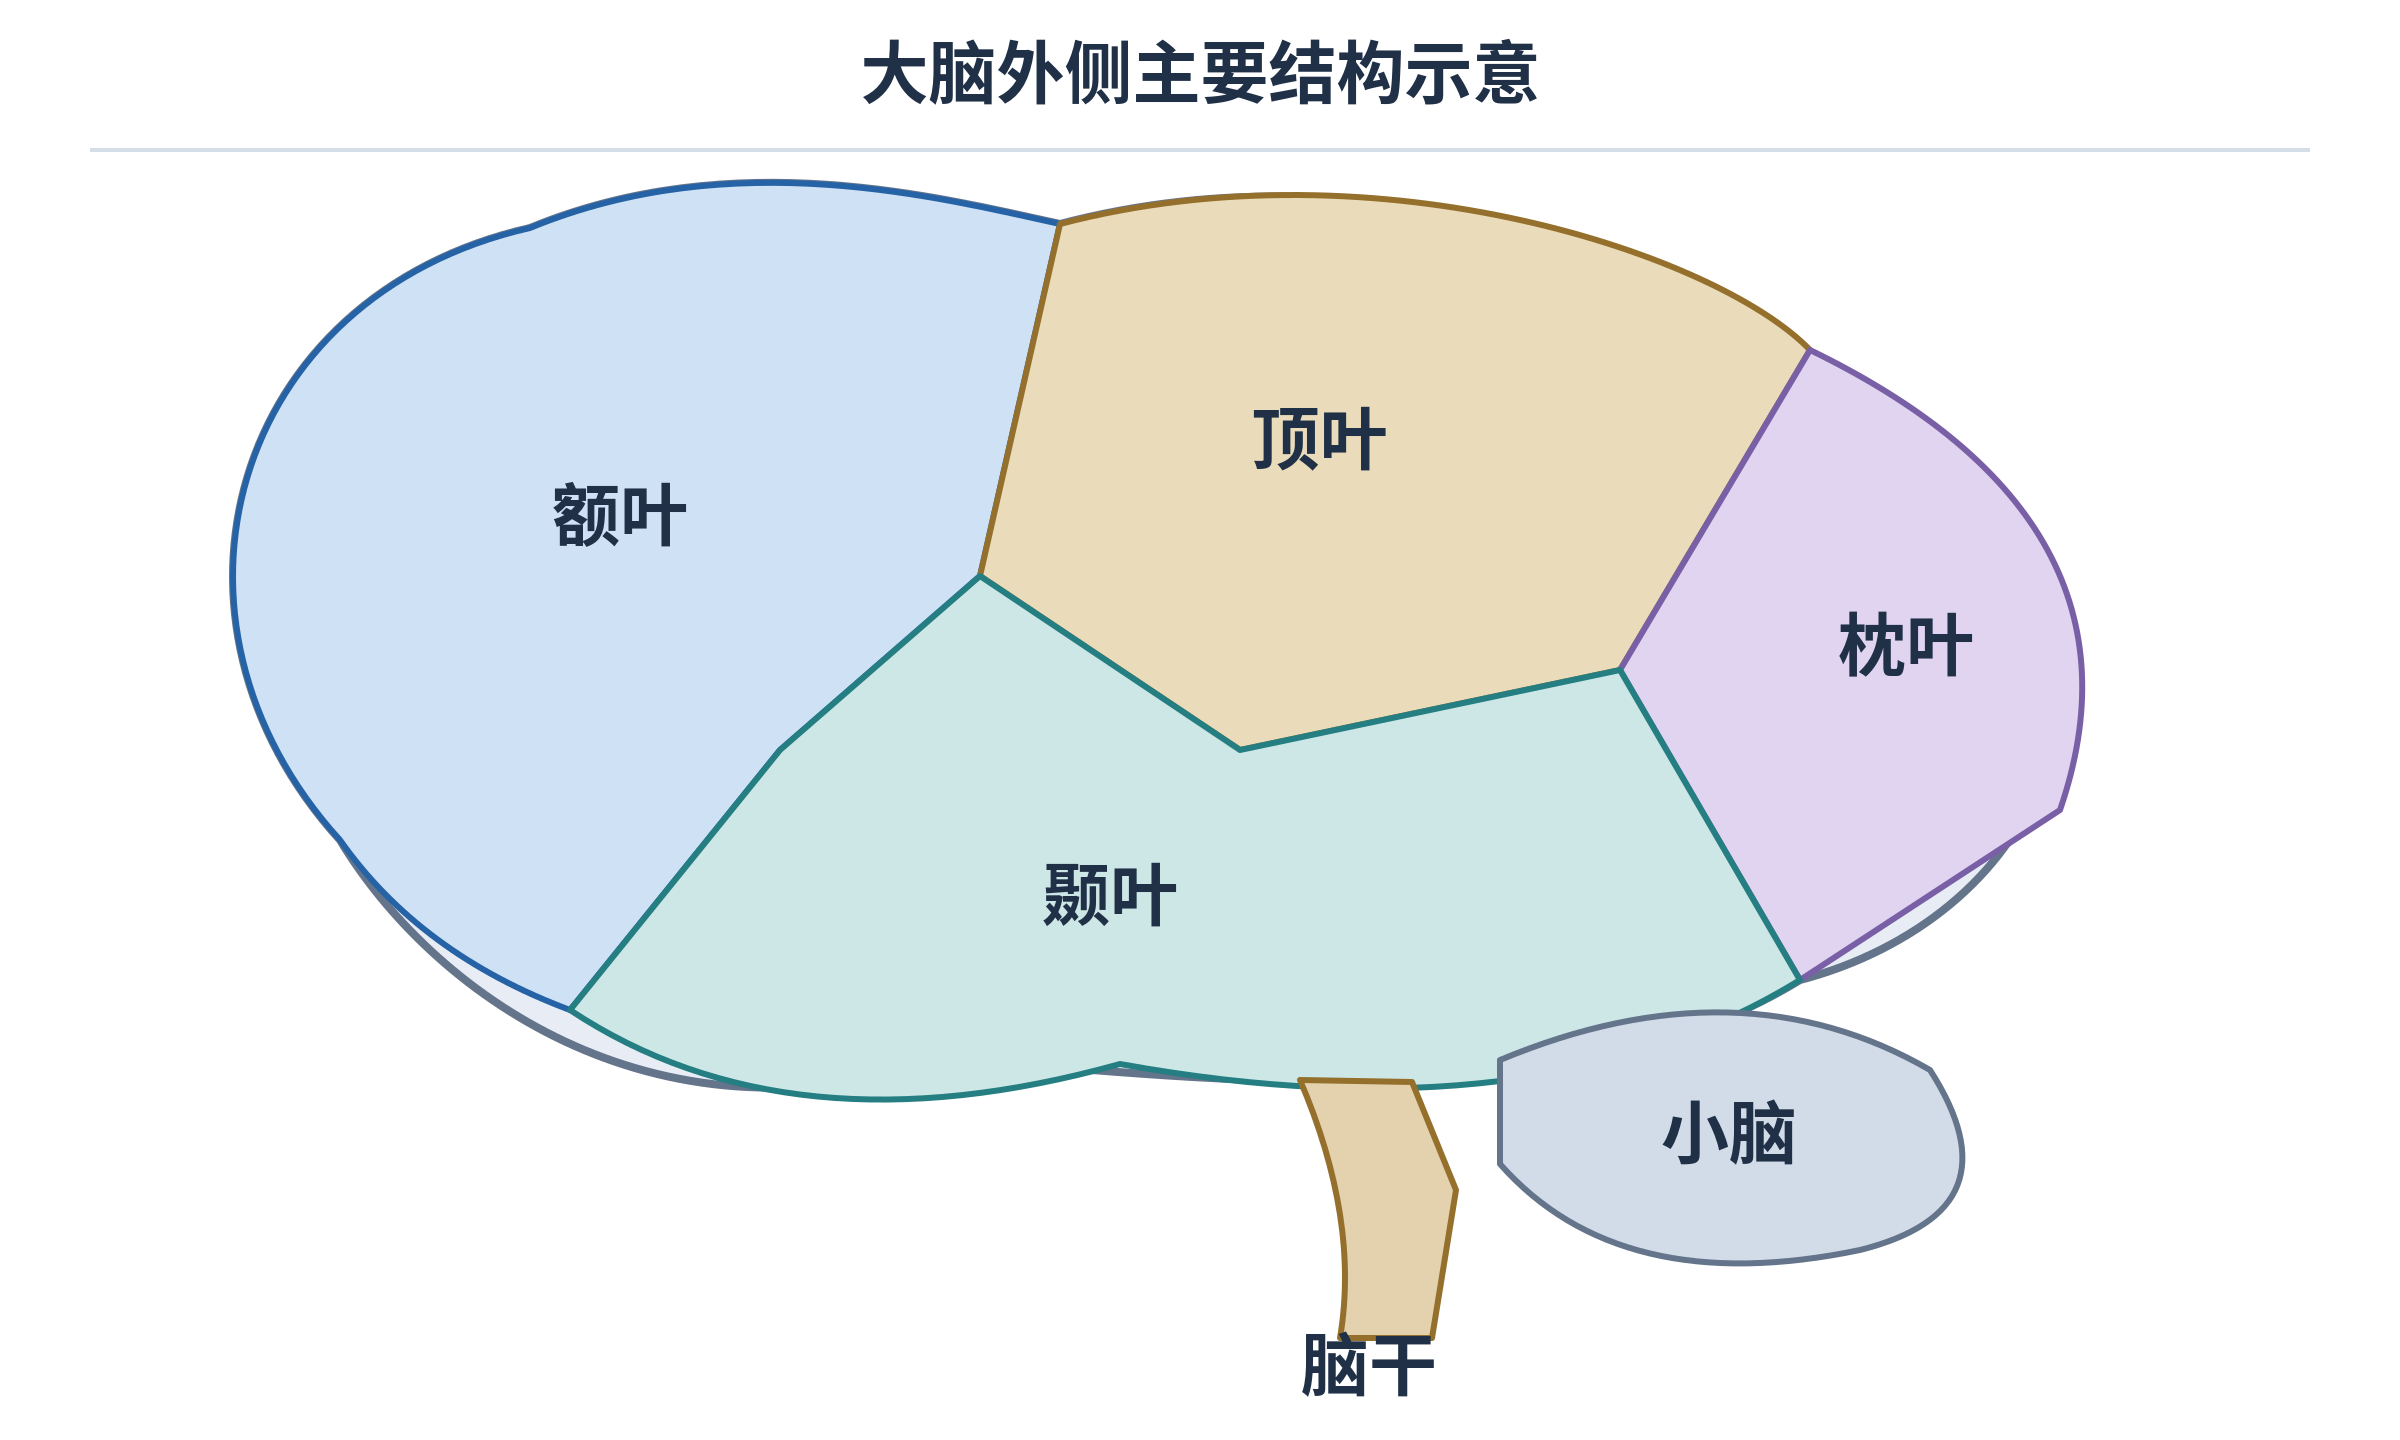 大脑外侧主要结构示意
顶叶
额叶
枕叶
颞叶
小脑
脑干